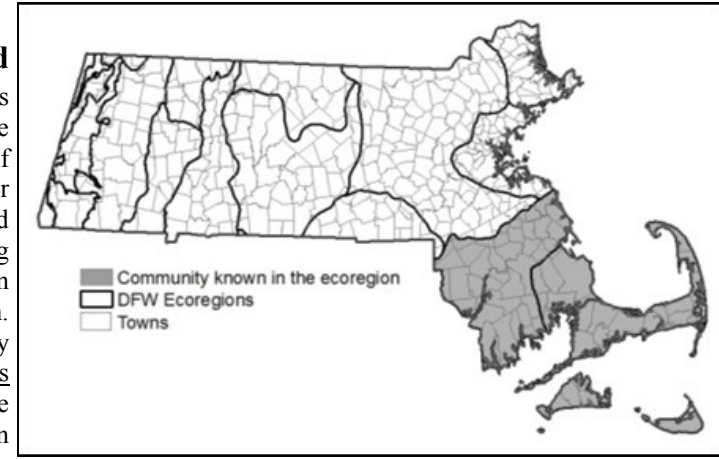 d
s
e
f
r
d
g
n
y
s
e
n
Community known in the ecoregion
DFW Ecoregions
Towns